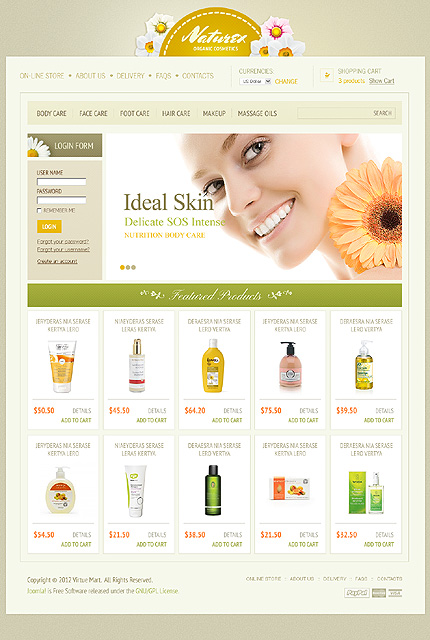 Naturex
ORGANIC COSMETICS
ON-LINE STORE
ABOUT US
DELIVERY
FAQS
CONTACTS
CURRENCIES
US Dollar
CHANGE
SHOPPING CART
3 products
Show Cart
BODY CARE
FACE CARE
FOOT CARE
HAIR CARE
MAKEUP
MASSAGE OILS
SEARCH
LOGIN FORM
USER NAME
PASSWORD
REMEMBER ME
LOGIN
Forgot your password?
Forgot your username?
Create an account
Ideal Skin
Delicate SOS Intense
NUTRITION BODY CARE
Featured Products
JERYDERAS NIA SERASE
KERTYA LERO
$50.50
DETAILS
ADD TO CART
NIAEYDERAS SERASE
LERAS KERTYA
$45.50
DETAILS
ADD TO CART
DERAESRA NIA SERASE
LERO VERTYA
$64.20
DETAILS
ADD TO CART
JERYDERAS NIA SERASE
KERTYA LERO
$75.50
DETAILS
ADD TO CART
DERAESRA NIA SERASE
LERO VERTYA
$39.50
DETAILS
ADD TO CART
JERYDERAS NIA SERASE
KERTYA LERO
$54.50
DETAILS
ADD TO CART
NIAEYDERAS SERASE
LERAS KERTYA
$21.50
DETAILS
ADD TO CART
DERAESRA NIA SERASE
LERO VERTYA
$38.50
DETAILS
ADD TO CART
JERYDERAS NIA SERASE
KERTYA LERO
$21.50
DETAILS
ADD TO CART
DERAESRA NIA SERASE
LERO VERTYA
$32.50
DETAILS
ADD TO CART
Copyright © 2012 Virtue Mart. All Rights Reserved.
Joomla! is Free Software released under the GNU/GPL License.
ONLINE STORE
ABOUT US
DELIVERY
FAQS
CONTACTS
PayPal
VISA